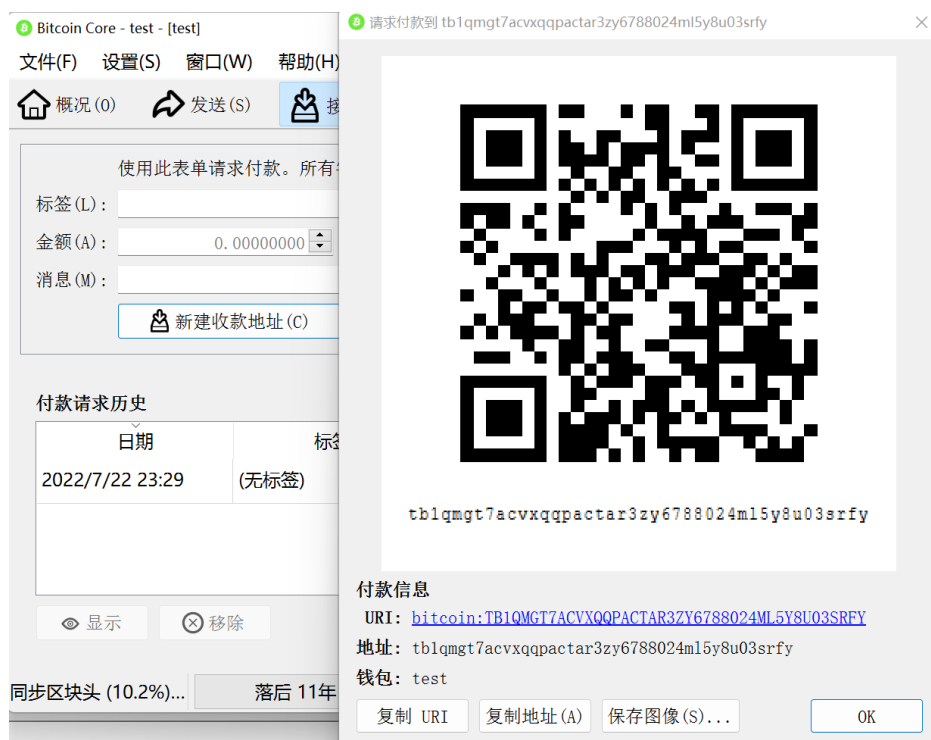 Bitcoin Core - test - [test]
文件(F) 设置(S) 窗口(W) 帮助(H)
概况(O) 发送(S) 接
使用此表单请求付款。所有
标签(L):
金额(A): 0.00000000
消息(M):
新建收款地址(C)
付款请求历史
日期 标签
2022/7/22 23:29 (无标签)
显示 移除
同步区块头 (10.2%)... 落后 11年
请求付款到 tb1qmgt7acvxqqpactar3zy6788024ml5y8u03srfy
tb1qmgt7acvxqqpactar3zy6788024ml5y8u03srfy
付款信息
URI: bitcoin:TB1QMGT7ACVXQQPACTAR3ZY6788024ML5Y8U03SRFY
地址: tb1qmgt7acvxqqpactar3zy6788024ml5y8u03srfy
钱包: test
复制 URI 复制地址(A) 保存图像(S)... OK